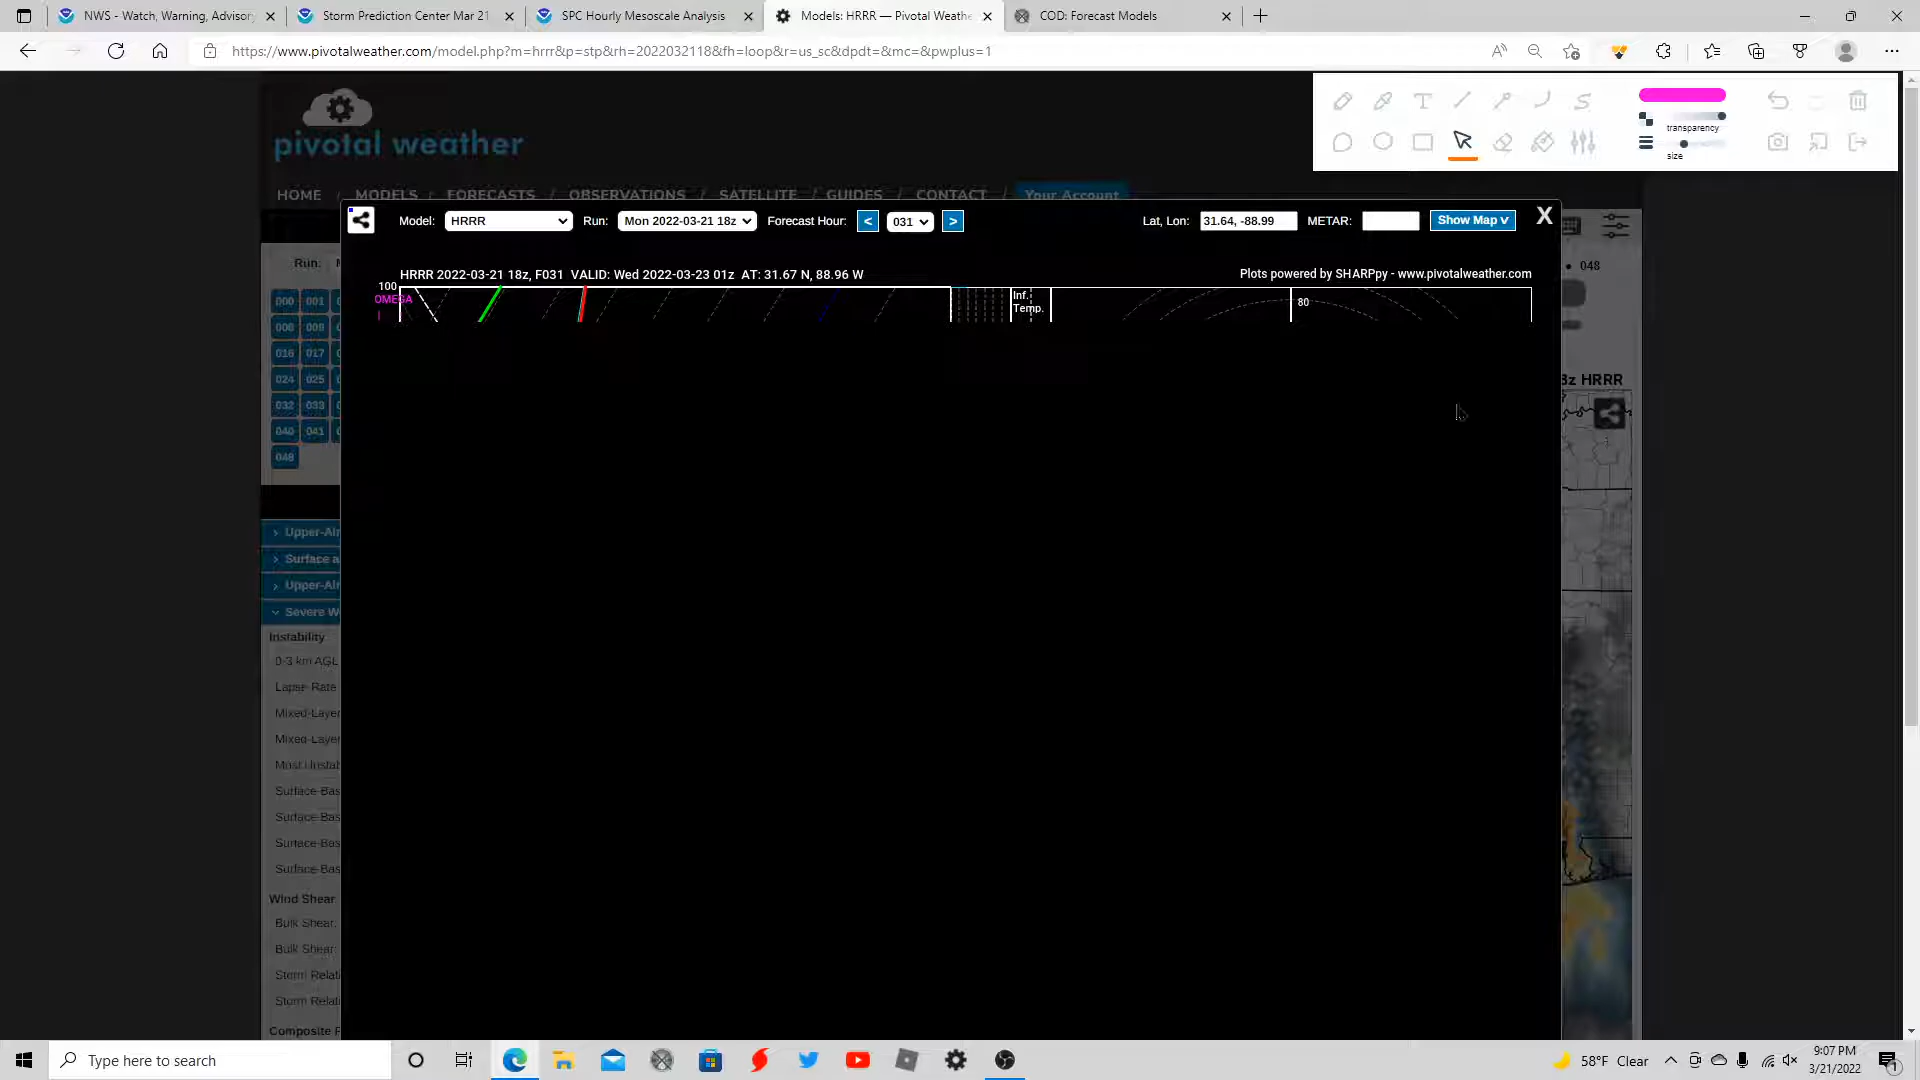 NWS - Watch, Warning, Advisory
Storm Prediction Center Mar 21
SPC Hourly Mesoscale Analysis
Models: HRRR — Pivotal Weathe
COD: Forecast Models
https://www.pivotalweather.com/model.php?m=hrrr&p=stp&rh=2022032118&fh=loop&r=us_sc&dpdt=&mc=&pwplus=1
transparency
size
pivotal weather
HOME / MODELS / FORECASTS / OBSERVATIONS / SATELLITE / GUIDES / CONTACT / Your Account
Model: HRRR Run: Mon 2022-03-21 18z Forecast Hour: < 031 >
Lat, Lon: 31.64, -88.99 METAR: Show Map v X
Run:
048
HRRR 2022-03-21 18z, F031 VALID: Wed 2022-03-23 01z AT: 31.67 N, 88.96 W
Plots powered by SHARPpy - www.pivotalweather.com
100
OMEGA
Inf.
Temp.
80
000 001
008 009
016 017
024 025
032 033
040 041
048
3z HRRR
Upper-Air
Surface a
Upper-Air
Severe W
Instability
0-3 km AGL
Lapse Rate
Mixed-Layer
Mixed-Layer
Most Unstab
Surface-Bas
Surface-Bas
Surface-Bas
Surface-Bas
Wind Shear
Bulk Shear:
Bulk Shear:
Storm Relati
Storm Relati
Composite P
Type here to search
58°F Clear
9:07 PM
3/21/2022
1